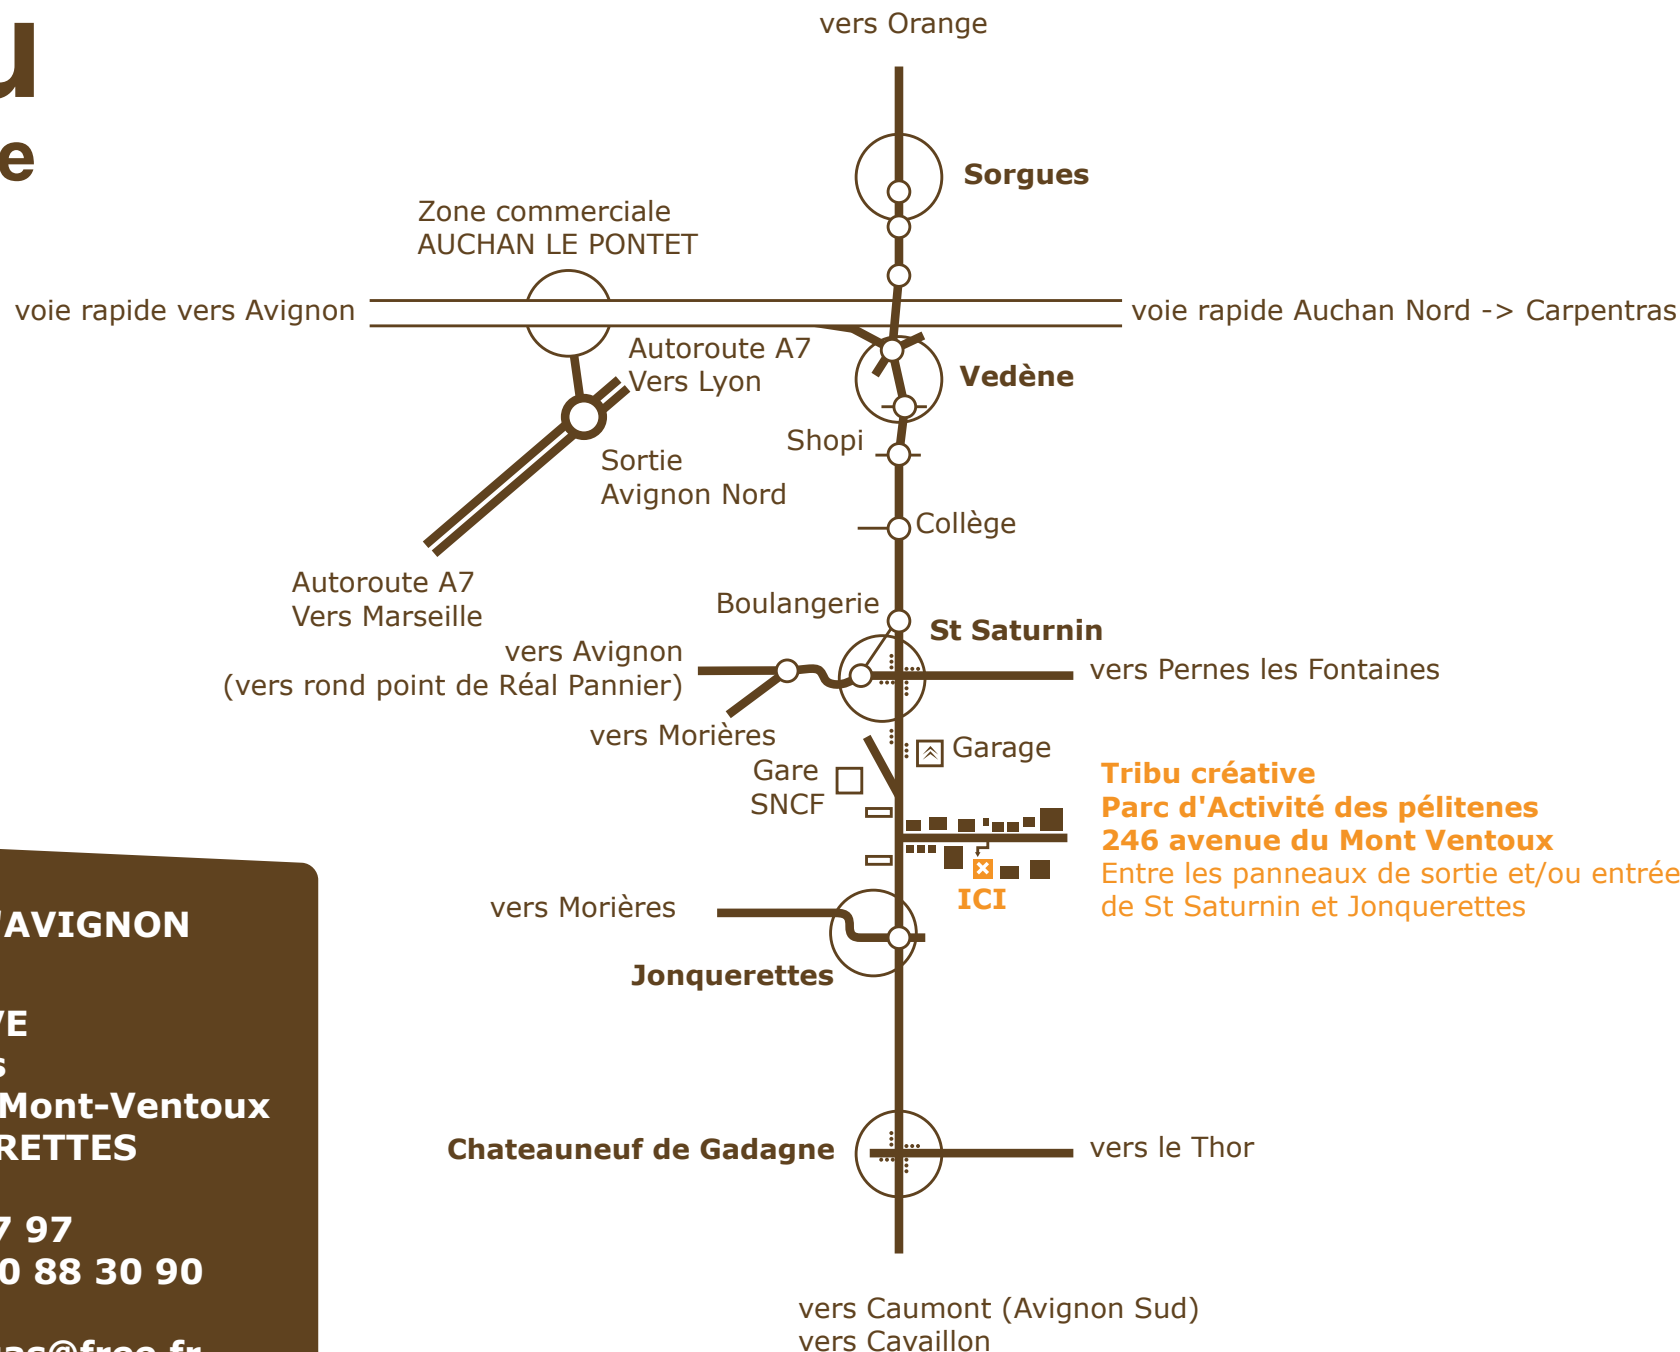 u
e
vers Orange
Sorgues
Zone commerciale
AUCHAN LE PONTET
voie rapide vers Avignon
voie rapide Auchan Nord -> Carpentras
Autoroute A7
Vers Lyon
Vedène
Shopi
Sortie
Avignon Nord
Collège
Autoroute A7
Vers Marseille
Boulangerie
St Saturnin
vers Avignon
(vers rond point de Réal Pannier)
vers Pernes les Fontaines
vers Morières
Garage
Gare
SNCF
Tribu créative
Parc d'Activité des pélitenes
246 avenue du Mont Ventoux
Entre les panneaux de sortie et/ou entrée
de St Saturnin et Jonquerettes
ICI
vers Morières
Jonquerettes
Chateauneuf de Gadagne
vers le Thor
vers Caumont (Avignon Sud)
vers Cavaillon
'AVIGNON
VE
s
Mont-Ventoux
RETTES
7 97
0 88 30 90
as@free.fr